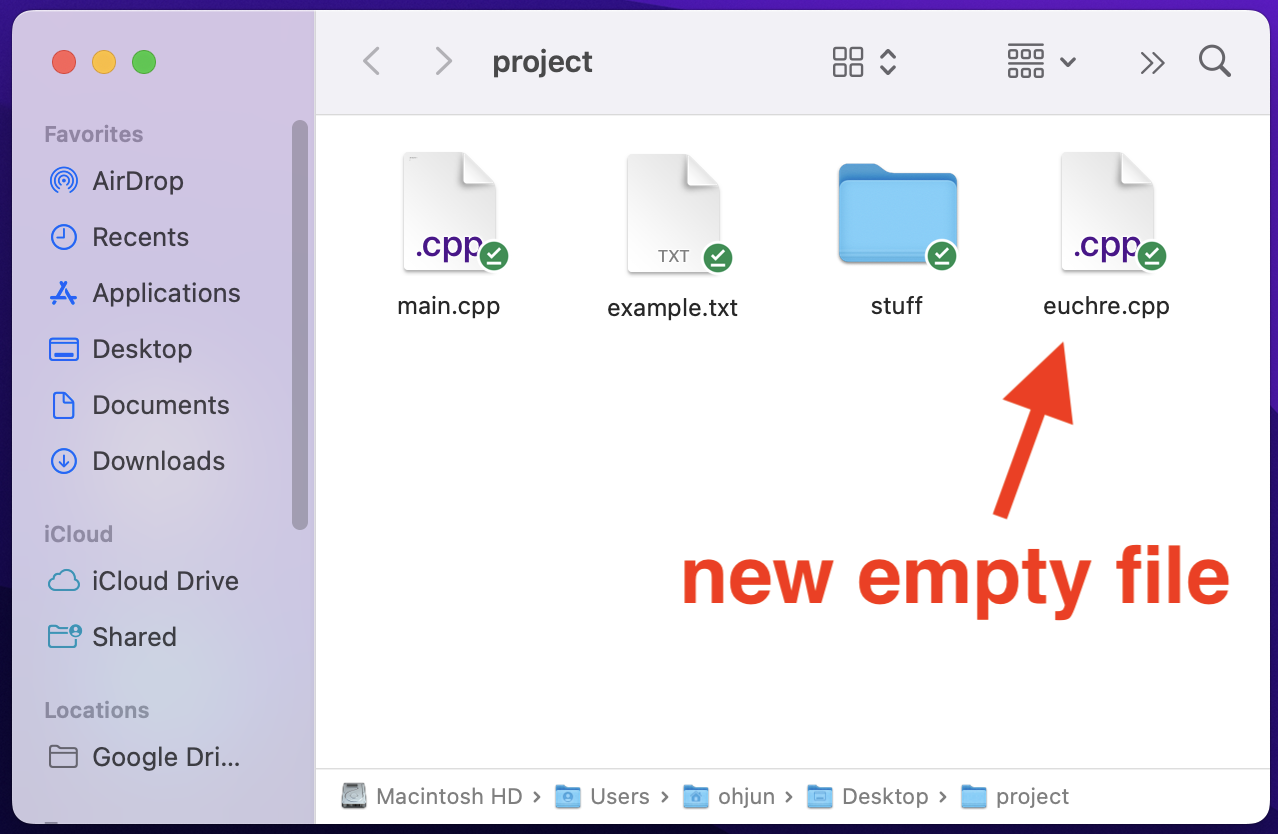 project
Favorites
AirDrop
Recents
Applications
Desktop
Documents
Downloads
iCloud
iCloud Drive
Shared
Locations
Google Dri...
.cpp
TXT
.cpp
main.cpp
example.txt
stuff
euchre.cpp
new empty file
Macintosh HD › Users › ohjun › Desktop › project